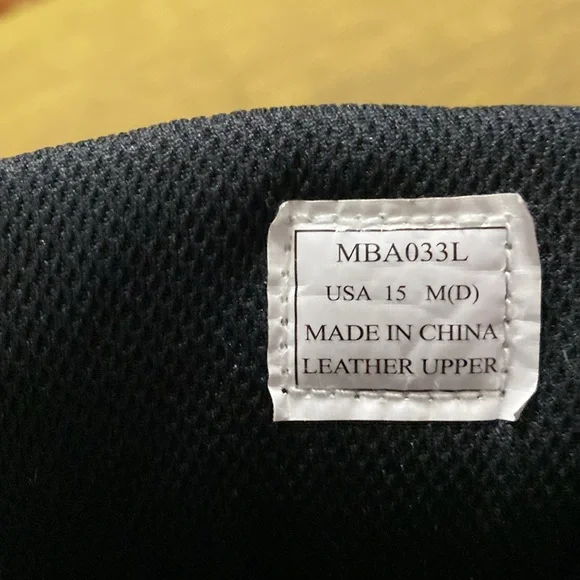 MBA033L
USA 15 M(D)
MADE IN CHINA
LEATHER UPPER